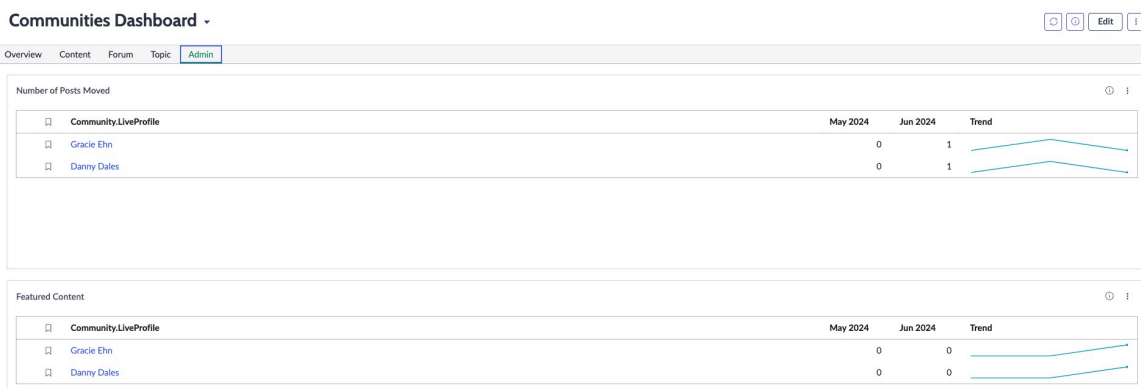 Communities Dashboard
Edit
Overview Content Forum Topic Admin
Number of Posts Moved
Community.LiveProfile May 2024 Jun 2024 Trend
Gracie Ehn 0 1
Danny Dales 0 1
Featured Content
Community.LiveProfile May 2024 Jun 2024 Trend
Gracie Ehn 0 0
Danny Dales 0 0